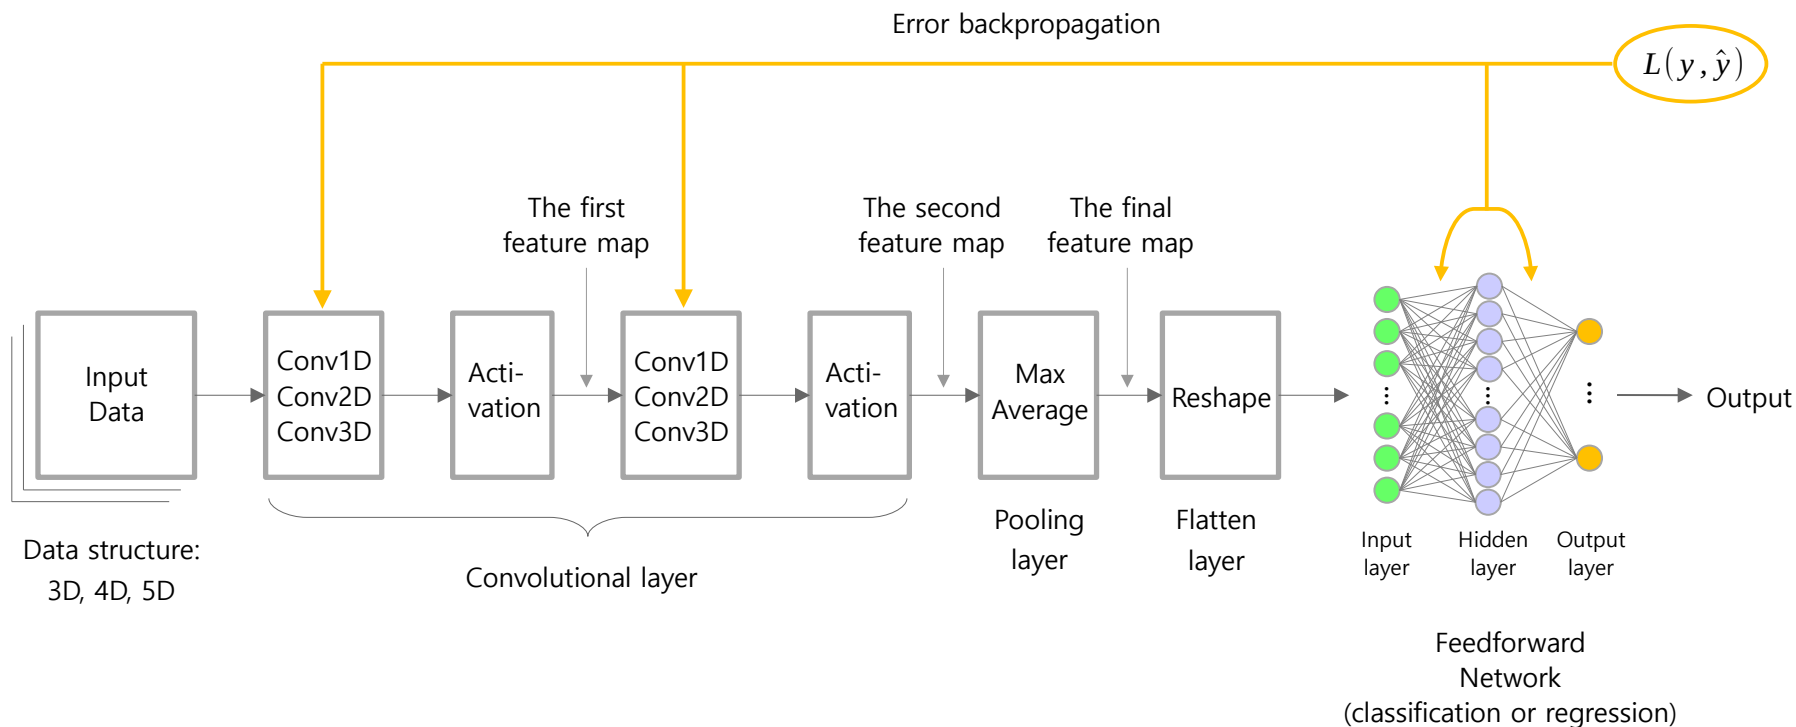 Error backpropagation
L(y, ŷ)
The first
feature map
The second
feature map
The final
feature map
Input
Data
Conv1D
Conv2D
Conv3D
Acti-
vation
Conv1D
Conv2D
Conv3D
Acti-
vation
Max
Average
Reshape
Output
Data structure:
3D, 4D, 5D
Convolutional layer
Pooling
layer
Flatten
layer
Input
layer
Hidden
layer
Output
layer
Feedforward
Network
(classification or regression)